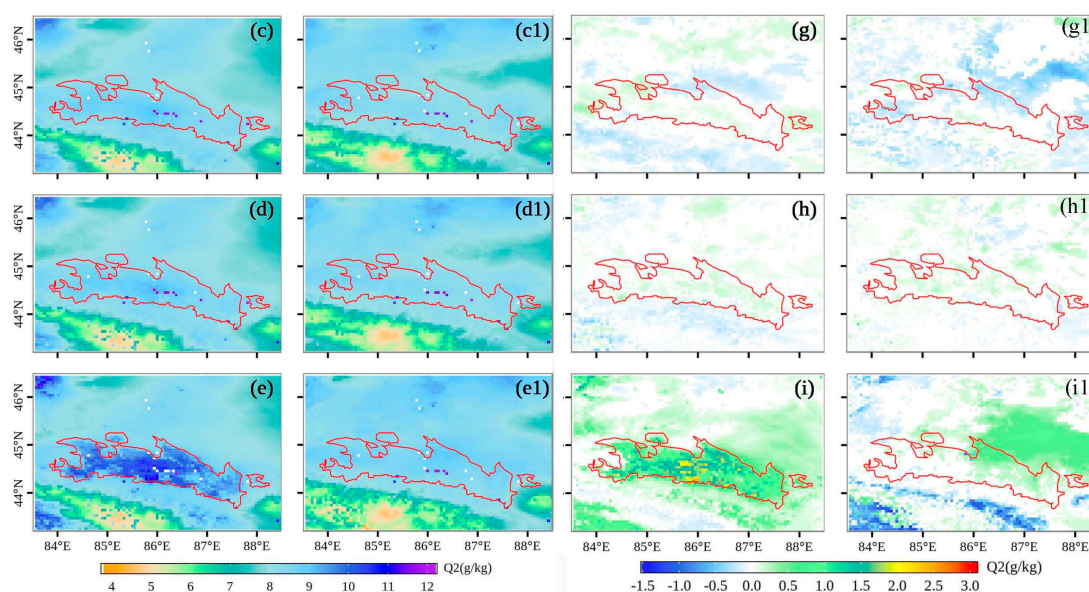 (c) (c1) (g) (g1
46°N
45°N
44°N
(d) (d1) (h) (h1
46°N
45°N
44°N
(e) (e1) (i) (i1
46°N
45°N
44°N
84°E 85°E 86°E 87°E 88°E 84°E 85°E 86°E 87°E 88°E 84°E 85°E 86°E 87°E 88°E 84°E 85°E 86°E 87°E 88°E
Q2(g/kg) Q2(g/kg)
4 5 6 7 8 9 10 11 12 -1.5 -1.0 -0.5 0.0 0.5 1.0 1.5 2.0 2.5 3.0